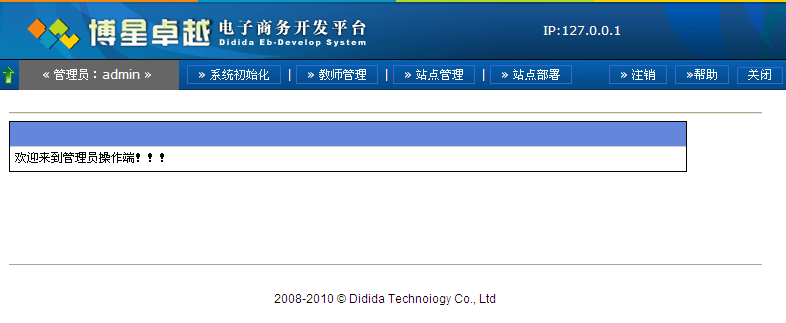 博星卓越 电子商务开发平台 IP:127.0.0.1
Didida Eb-Develop System
« 管理员：admin » » 系统初始化 | » 教师管理 | » 站点管理 | » 站点部署 » 注销 »帮助 关闭
欢迎来到管理员操作端！！！
2008-2010 © Didida Technoiogy Co., Ltd